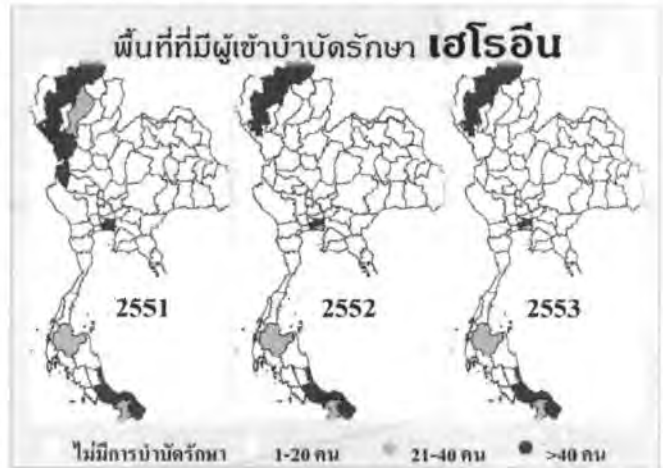 พื้นที่ที่มีผู้เข้าบำบัดรักษา เฮโรอีน
2551 2552 2553
ไม่มีการบำบัดรักษา 1-20 คน 21-40 คน >40 คน